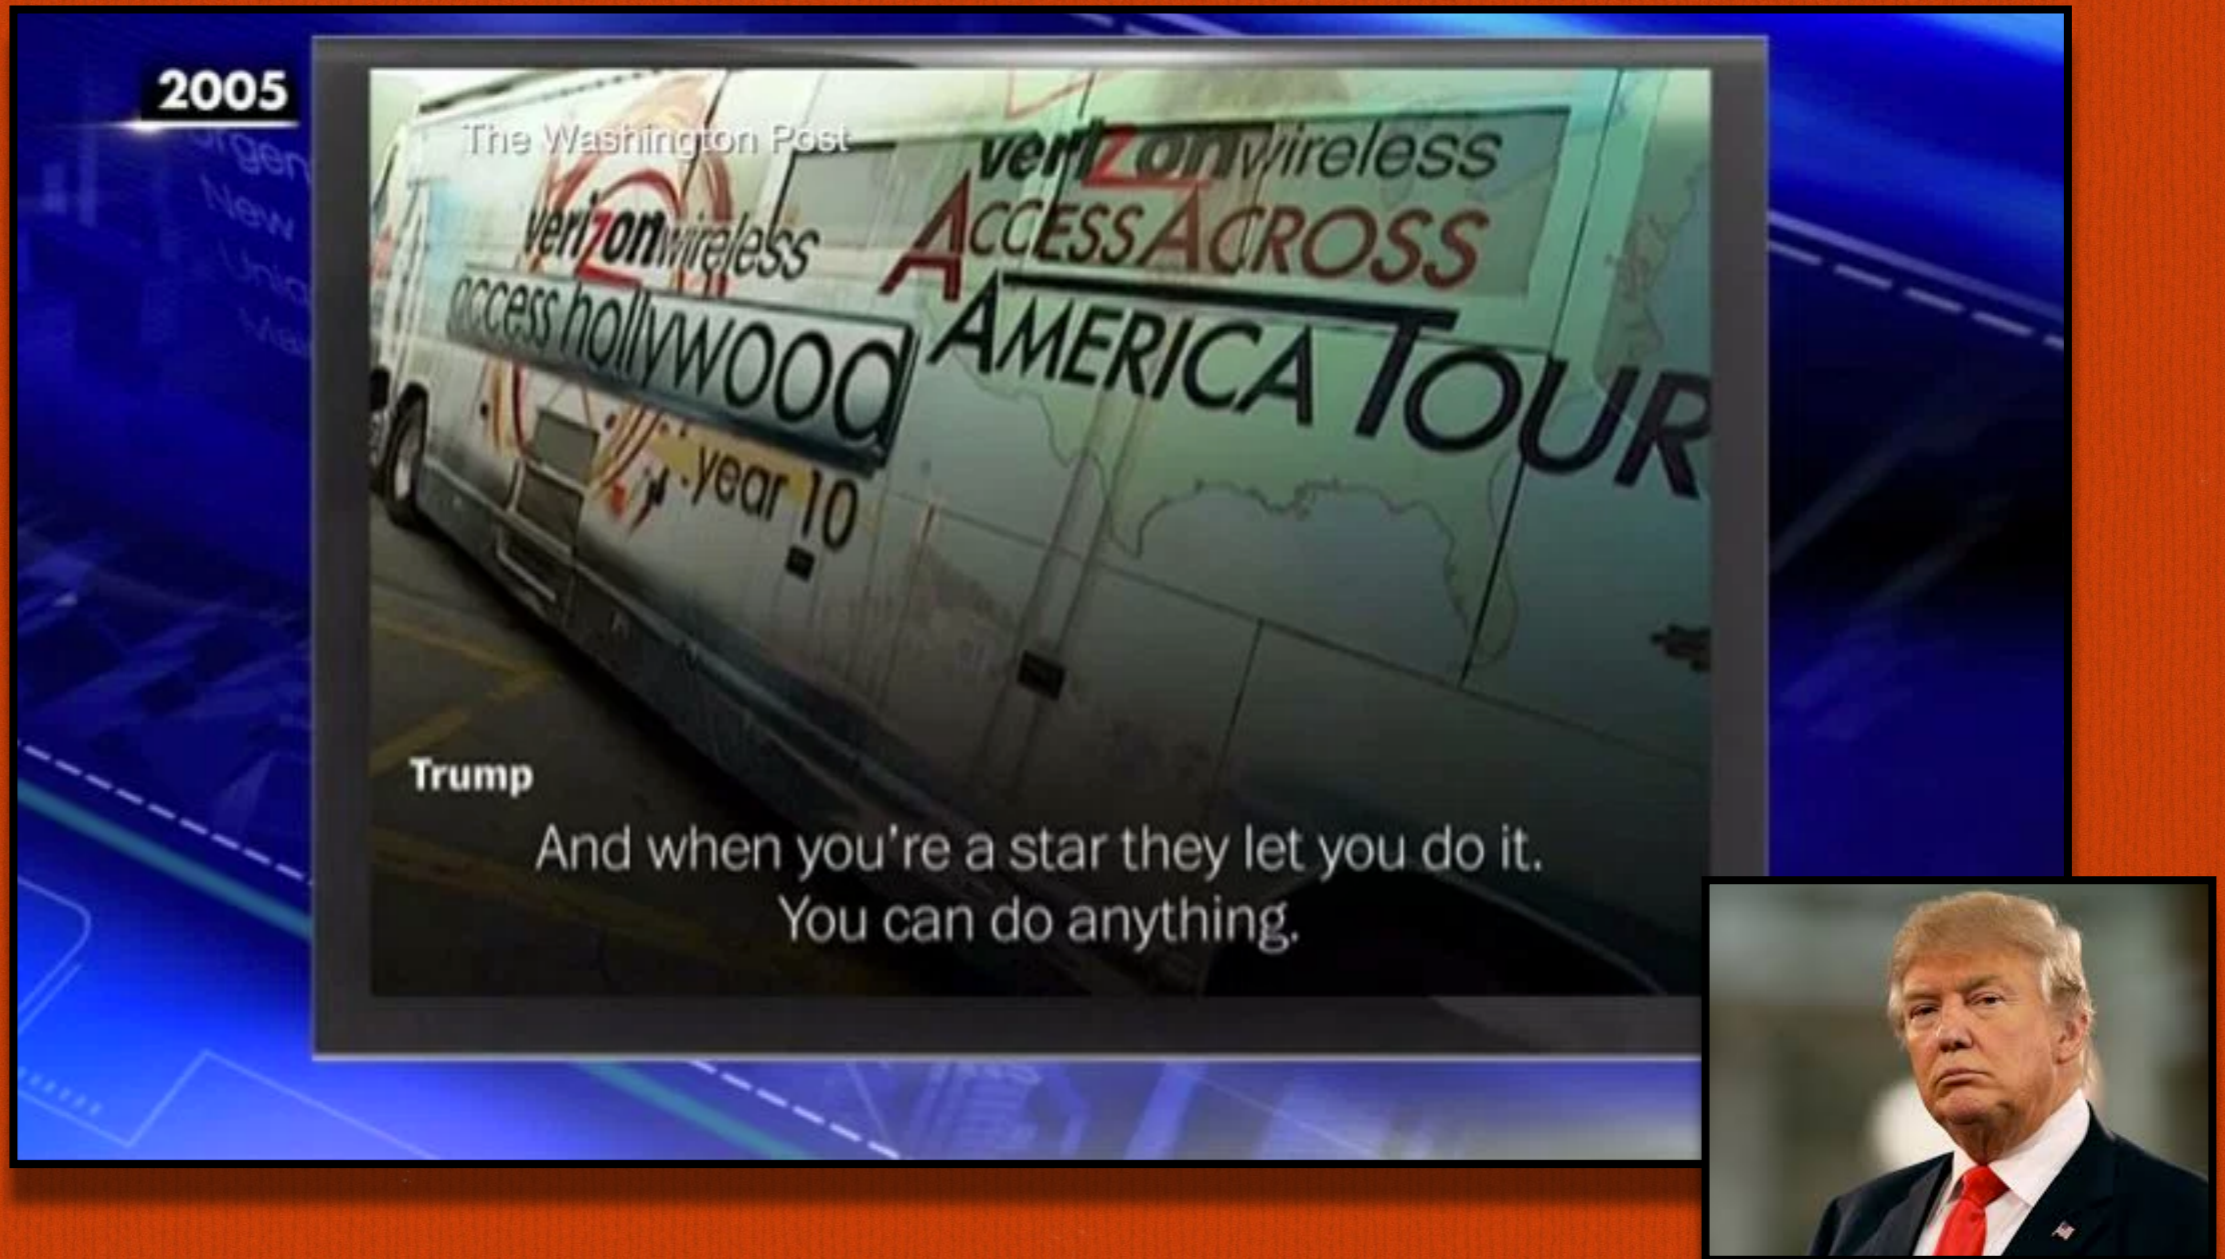 2005
The Washington Post
verizonwireless
ACCESS ACROSS
AMERICA TOUR
verizonwireless
access hollywood
year 10
Trump
And when you're a star they let you do it.
You can do anything.